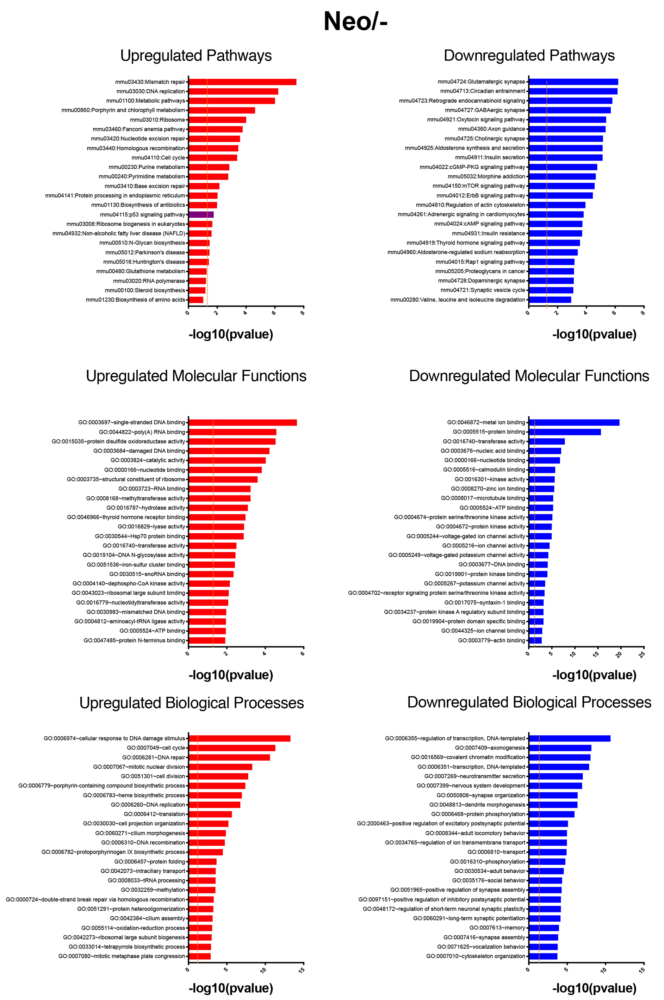 Neo/-
Upregulated Pathways
mmu03430:Mismatch repair
mmu03030:DNA replication
mmu01100:Metabolic pathways
mmu00860:Porphyrin and chlorophyll metabolism
mmu03010:Ribosome
mmu03460:Fanconi anemia pathway
mmu03420:Nucleotide excision repair
mmu03440:Homologous recombination
mmu04110:Cell cycle
mmu00230:Purine metabolism
mmu00240:Pyrimidine metabolism
mmu03410:Base excision repair
mmu04141:Protein processing in endoplasmic reticulum
mmu01130:Biosynthesis of antibiotics
mmu04115:p53 signaling pathway
mmu03008:Ribosome biogenesis in eukaryotes
mmu04932:Non-alcoholic fatty liver disease (NAFLD)
mmu00510:N-Glycan biosynthesis
mmu05012:Parkinson's disease
mmu05016:Huntington's disease
mmu00480:Glutathione metabolism
mmu03020:RNA polymerase
mmu00100:Steroid biosynthesis
mmu01230:Biosynthesis of amino acids
0 2 4 6 8
-log10(pvalue)
Downregulated Pathways
mmu04724:Glutamatergic synapse
mmu04713:Circadian entrainment
mmu04723:Retrograde endocannabinoid signaling
mmu04727:GABAergic synapse
mmu04921:Oxytocin signaling pathway
mmu04360:Axon guidance
mmu04725:Cholinergic synapse
mmu04925:Aldosterone synthesis and secretion
mmu04911:Insulin secretion
mmu04022:cGMP-PKG signaling pathway
mmu05032:Morphine addiction
mmu04150:mTOR signaling pathway
mmu04012:ErbB signaling pathway
mmu04810:Regulation of actin cytoskeleton
mmu04261:Adrenergic signaling in cardiomyocytes
mmu04024:cAMP signaling pathway
mmu04931:Insulin resistance
mmu04919:Thyroid hormone signaling pathway
mmu04960:Aldosterone-regulated sodium reabsorption
mmu04015:Rap1 signaling pathway
mmu05205:Proteoglycans in cancer
mmu04728:Dopaminergic synapse
mmu04721:Synaptic vesicle cycle
mmu00280:Valine, leucine and isoleucine degradation
0 2 4 6 8
-log10(pvalue)
Upregulated Molecular Functions
GO:0003697~single-stranded DNA binding
GO:0044822~poly(A) RNA binding
GO:0015035~protein disulfide oxidoreductase activity
GO:0003684~damaged DNA binding
GO:0003824~catalytic activity
GO:0000166~nucleotide binding
GO:0003735~structural constituent of ribosome
GO:0003723~RNA binding
GO:0008168~methyltransferase activity
GO:0016787~hydrolase activity
GO:0046966~thyroid hormone receptor binding
GO:0016829~lyase activity
GO:0030544~Hsp70 protein binding
GO:0016740~transferase activity
GO:0019104~DNA N-glycosylase activity
GO:0051536~iron-sulfur cluster binding
GO:0030515~snoRNA binding
GO:0004140~dephospho-CoA kinase activity
GO:0043023~ribosomal large subunit binding
GO:0016779~nucleotidyltransferase activity
GO:0030983~mismatched DNA binding
GO:0004812~aminoacyl-tRNA ligase activity
GO:0005524~ATP binding
GO:0047485~protein N-terminus binding
0 2 4 6
-log10(pvalue)
Downregulated Molecular Functions
GO:0046872~metal ion binding
GO:0005515~protein binding
GO:0016740~transferase activity
GO:0003676~nucleic acid binding
GO:0000166~nucleotide binding
GO:0005516~calmodulin binding
GO:0016301~kinase activity
GO:0008270~zinc ion binding
GO:0008017~microtubule binding
GO:0005524~ATP binding
GO:0004674~protein serine/threonine kinase activity
GO:0004672~protein kinase activity
GO:0005244~voltage-gated ion channel activity
GO:0005216~ion channel activity
GO:0005249~voltage-gated potassium channel activity
GO:0003677~DNA binding
GO:0019901~protein kinase binding
GO:0005267~potassium channel activity
GO:0004702~receptor signaling protein serine/threonine kinase activity
GO:0017075~syntaxin-1 binding
GO:0034237~protein kinase A regulatory subunit binding
GO:0019904~protein domain specific binding
GO:0044325~ion channel binding
GO:0003779~actin binding
0 5 10 15 20 25
-log10(pvalue)
Upregulated Biological Processes
GO:0006974~cellular response to DNA damage stimulus
GO:0007049~cell cycle
GO:0006281~DNA repair
GO:0007067~mitotic nuclear division
GO:0051301~cell division
GO:0006779~porphyrin-containing compound biosynthetic process
GO:0006783~heme biosynthetic process
GO:0006260~DNA replication
GO:0006412~translation
GO:0030030~cell projection organization
GO:0060271~cilium morphogenesis
GO:0006310~DNA recombination
GO:0006782~protoporphyrinogen IX biosynthetic process
GO:0006457~protein folding
GO:0042073~intraciliary transport
GO:0008033~tRNA processing
GO:0032259~methylation
GO:0000724~double-strand break repair via homologous recombination
GO:0051291~protein heterooligomerization
GO:0042384~cilium assembly
GO:0055114~oxidation-reduction process
GO:0042273~ribosomal large subunit biogenesis
GO:0033014~tetrapyrrole biosynthetic process
GO:0007080~mitotic metaphase plate congression
0 5 10 15
-log10(pvalue)
Downregulated Biological Processes
GO:0006355~regulation of transcription, DNA-templated
GO:0007409~axonogenesis
GO:0016569~covalent chromatin modification
GO:0006351~transcription, DNA-templated
GO:0007269~neurotransmitter secretion
GO:0007399~nervous system development
GO:0050808~synapse organization
GO:0048813~dendrite morphogenesis
GO:0006468~protein phosphorylation
GO:2000463~positive regulation of excitatory postsynaptic potential
GO:0008344~adult locomotory behavior
GO:0034765~regulation of ion transmembrane transport
GO:0006810~transport
GO:0016310~phosphorylation
GO:0030534~adult behavior
GO:0035176~social behavior
GO:0051965~positive regulation of synapse assembly
GO:0097151~positive regulation of inhibitory postsynaptic potential
GO:0048172~regulation of short-term neuronal synaptic plasticity
GO:0060291~long-term synaptic potentiation
GO:0007613~memory
GO:0007416~synapse assembly
GO:0071625~vocalization behavior
GO:0007010~cytoskeleton organization
0 5 10 15
-log10(pvalue)